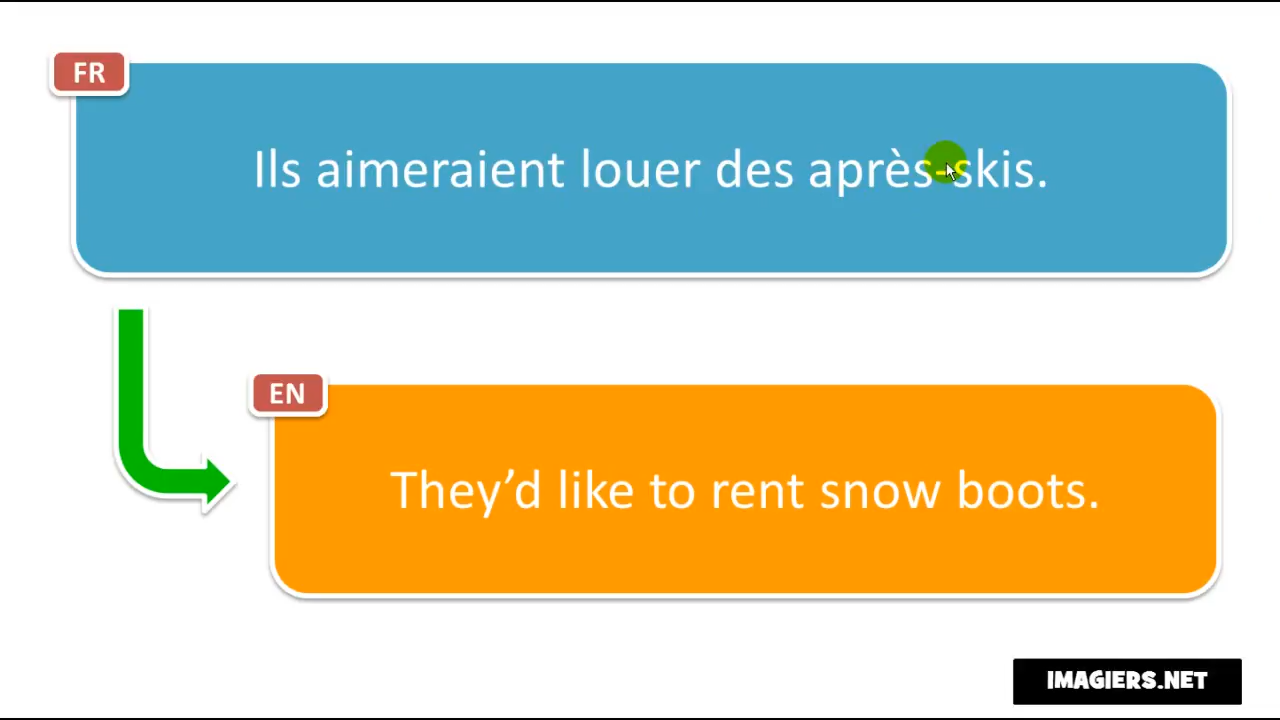 FR
Ils aimeraient louer des après-skis.
EN
They’d like to rent snow boots.
IMAGIERS.NET